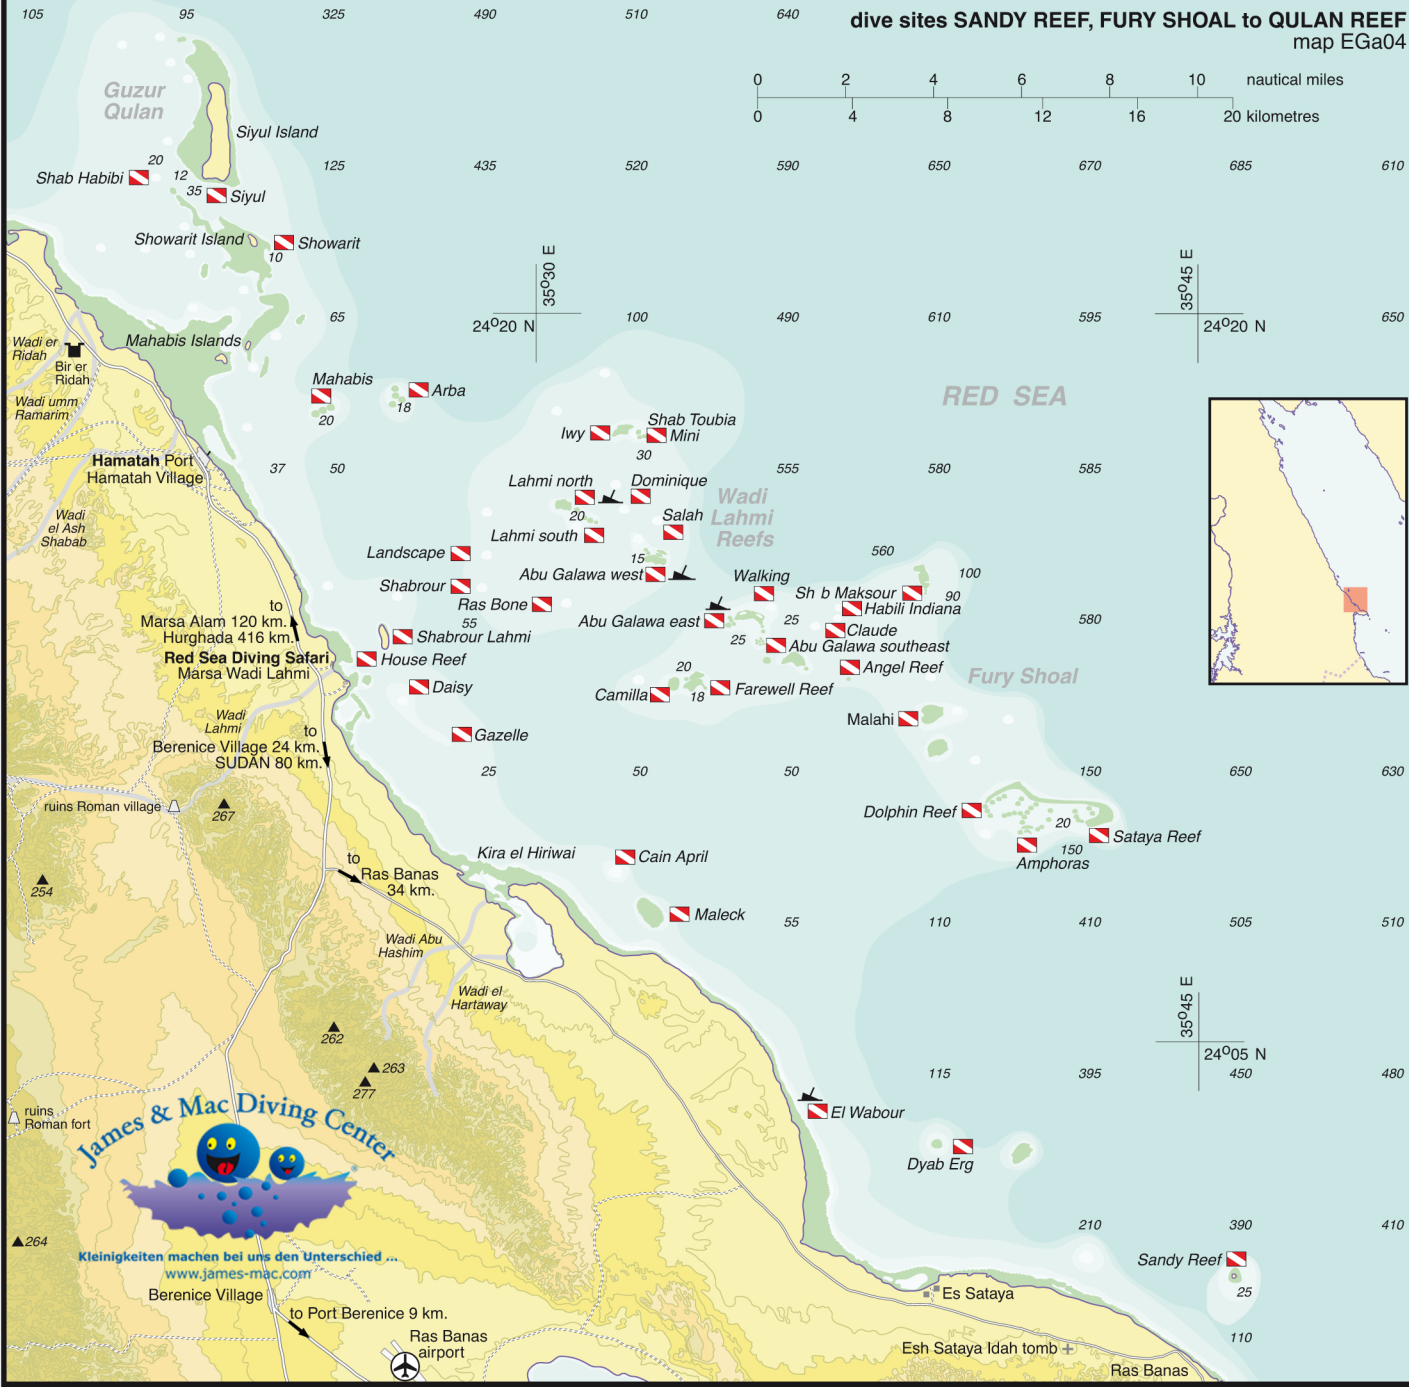 dive sites SANDY REEF, FURY SHOAL to QULAN REEF
map EGa04
105 95 325 490 510 640
0 2 4 6 8 10 nautical miles
0 4 8 12 16 20 kilometres
Guzur
Qulan
Siyul Island
20 12 125 435 520 590 650 670 685 610
Shab Habibi
35 Siyul
Showarit Island
Showarit
10
35º30 E
35º45 E
24º20 N
24º20 N
65 100 490 610 595 650
Wadi er
Ridah
Mahabis Islands
Bir er
Ridah
Wadi umm
Ramarim
Mahabis
20
Arba
18
RED SEA
Iwy
Shab Toubia
Mini
30
Hamatah Port
Hamatah Village
37 50 555 580 585
Wadi
el Ash
Shabab
Lahmi north
Dominique
20
Lahmi south
Salah
Wadi
Lahmi
Reefs
Landscape
15
560
Shabrour
Abu Galawa west
Walking
100
90
Sh b Maksour
Ras Bone
Habili Indiana
to
Marsa Alam 120 km.
Hurghada 416 km.
55
Abu Galawa east
25
580
Claude
Shabrour Lahmi
25
Abu Galawa southeast
Red Sea Diving Safari
Marsa Wadi Lahmi
House Reef
20
Angel Reef
Fury Shoal
Daisy
Camilla
18
Farewell Reef
Wadi
Lahmi
Malahi
to
Berenice Village 24 km.
SUDAN 80 km.
Gazelle
25 50 50 150 650 630
ruins Roman village
267
Dolphin Reef
20
Sataya Reef
150
Amphoras
Kira el Hiriwai
Cain April
to
Ras Banas
34 km.
254
Maleck
55 110 410 505 510
Wadi Abu
Hashim
Wadi el
Hartaway
35º45 E
24º05 N
262
263
277
115 395 450 480
ruins
Roman fort
El Wabour
James & Mac Diving Center
Dyab Erg
264
210 390 410
Kleinigkeiten machen bei uns den Unterschied ...
www.james-mac.com
Sandy Reef
25
Berenice Village
Es Sataya
to Port Berenice 9 km.
110
Ras Banas
airport
Esh Sataya Idah tomb
Ras Banas